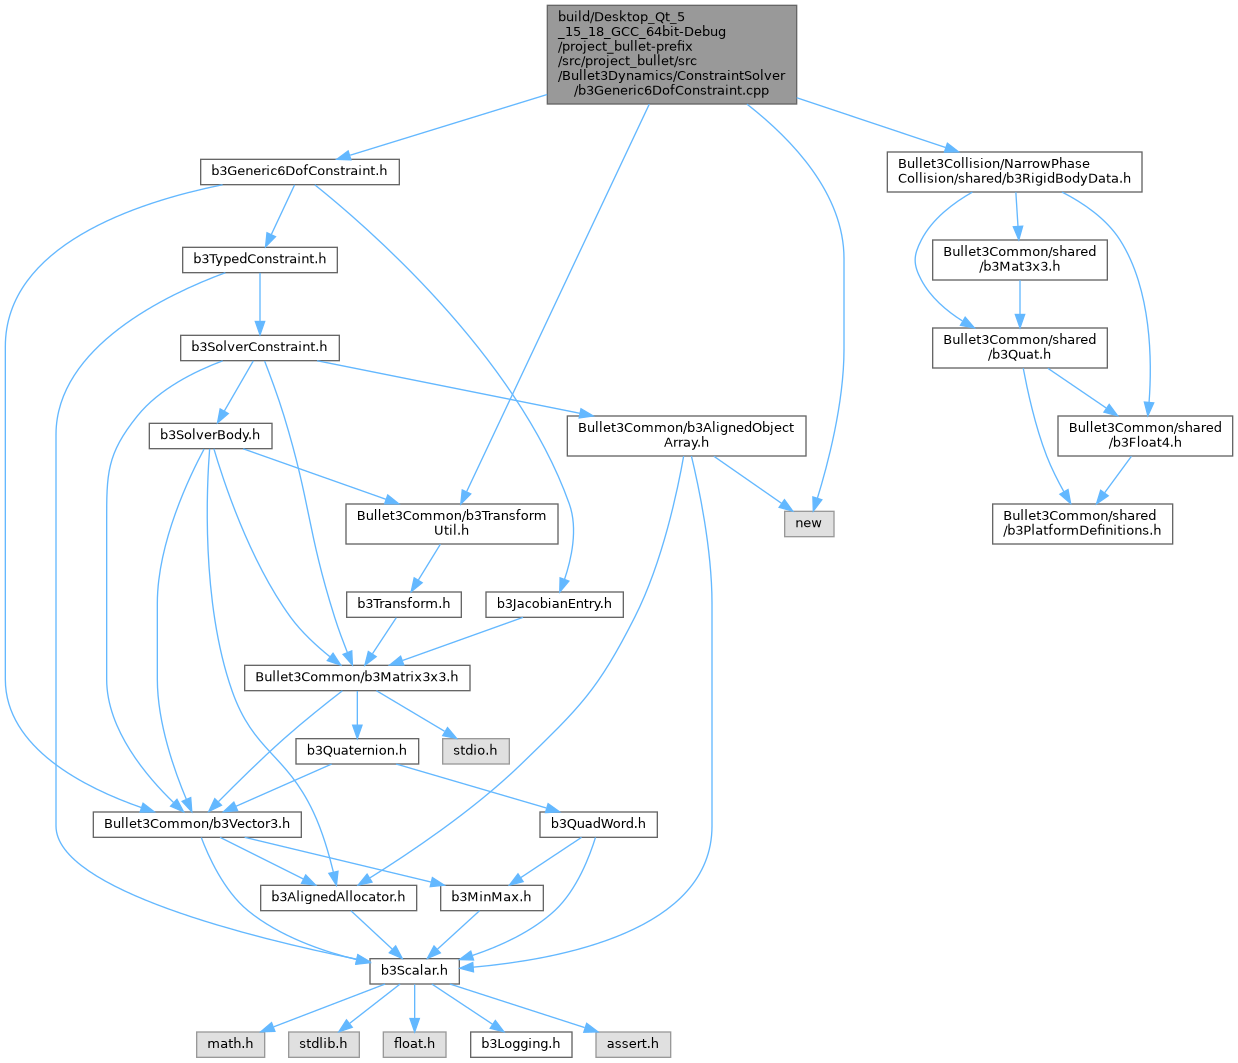 build/Desktop_Qt_5
_15_18_GCC_64bit-Debug
/project_bullet-prefix
/src/project_bullet/src
/Bullet3Dynamics/ConstraintSolver
/b3Generic6DofConstraint.cpp
b3Generic6DofConstraint.h
Bullet3Collision/NarrowPhase
Collision/shared/b3RigidBodyData.h
b3TypedConstraint.h
Bullet3Common/shared
/b3Mat3x3.h
b3SolverConstraint.h
Bullet3Common/shared
/b3Quat.h
b3SolverBody.h
Bullet3Common/b3AlignedObject
Array.h
Bullet3Common/shared
/b3Float4.h
Bullet3Common/b3Transform
Util.h
new
Bullet3Common/shared
/b3PlatformDefinitions.h
b3Transform.h
b3JacobianEntry.h
Bullet3Common/b3Matrix3x3.h
b3Quaternion.h
stdio.h
Bullet3Common/b3Vector3.h
b3QuadWord.h
b3AlignedAllocator.h
b3MinMax.h
b3Scalar.h
math.h
stdlib.h
float.h
b3Logging.h
assert.h